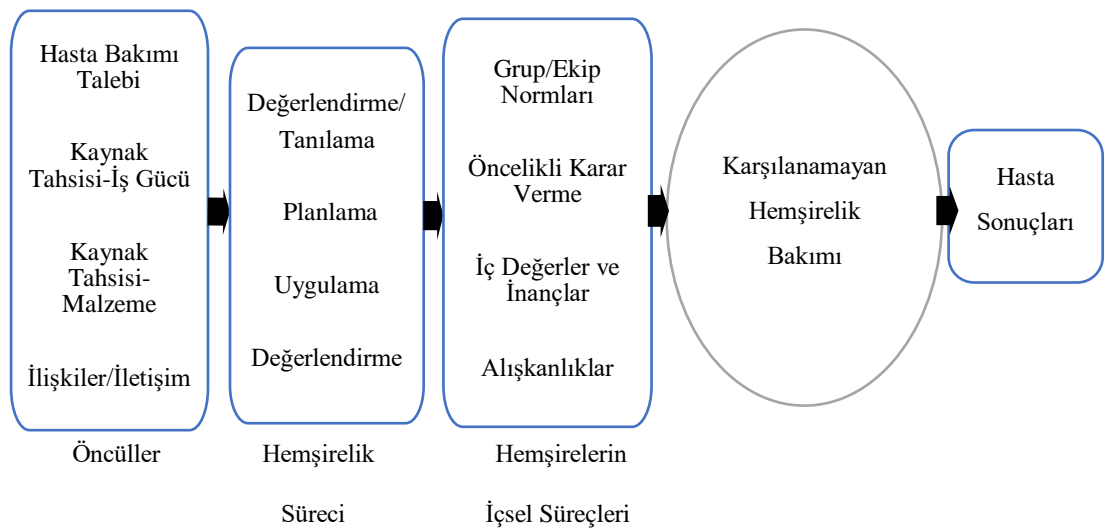 Hasta Bakımı
Talebi
Kaynak
Tahsisi-İş Gücü
Kaynak
Tahsisi-
Malzeme
İlişkiler/İletişim
Öncüller
Değerlendirme/
Tanılama
Planlama
Uygulama
Değerlendirme
Hemşirelik
Süreci
Grup/Ekip
Normları
Öncelikli Karar
Verme
İç Değerler ve
İnançlar
Alışkanlıklar
Hemşirelerin
İçsel Süreçleri
Karşılanamayan
Hemşirelik
Bakımı
Hasta
Sonuçları